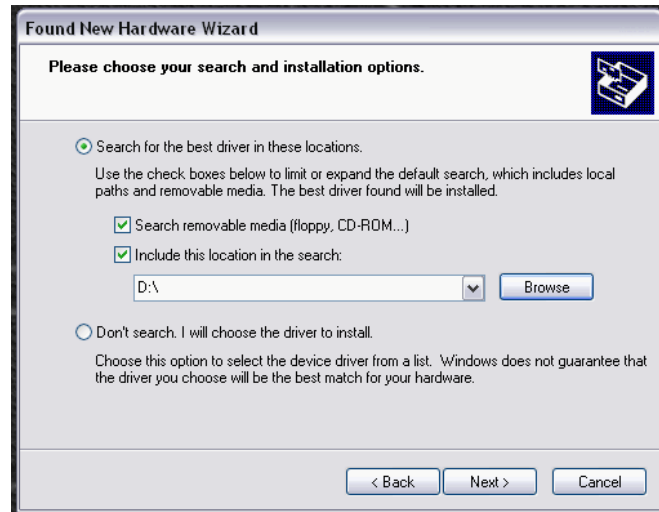 Found New Hardware Wizard
Please choose your search and installation options.
Search for the best driver in these locations.
Use the check boxes below to limit or expand the default search, which includes local
paths and removable media. The best driver found will be installed.
Search removable media (floppy, CD-ROM...)
Include this location in the search:
D:\
Browse
Don't search. I will choose the driver to install.
Choose this option to select the device driver from a list. Windows does not guarantee that
the driver you choose will be the best match for your hardware.
< Back Next > Cancel